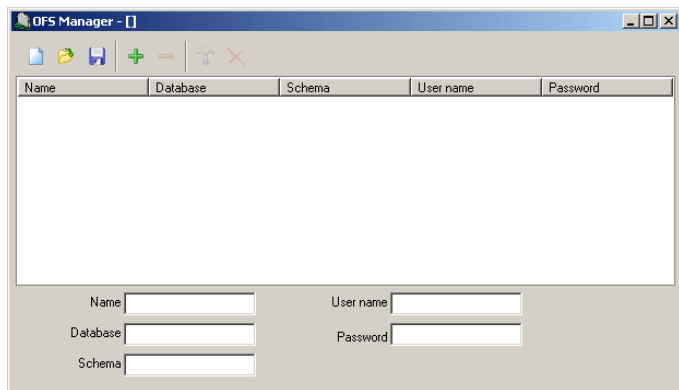 OFS Manager - []
Name Database Schema User name Password
Name User name
Database Password
Schema